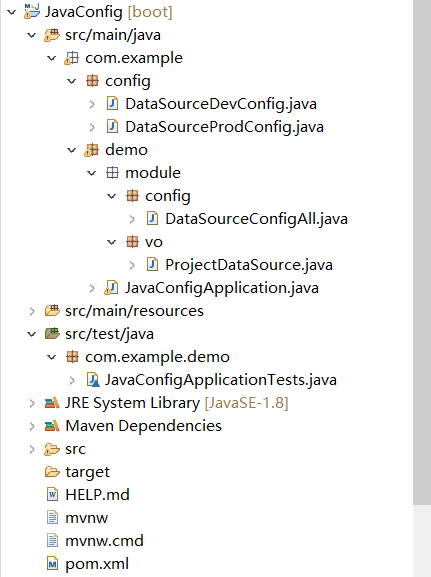 JavaConfig [boot]
src/main/java
com.example
config
DataSourceDevConfig.java
DataSourceProdConfig.java
demo
module
config
DataSourceConfigAll.java
vo
ProjectDataSource.java
JavaConfigApplication.java
src/main/resources
src/test/java
com.example.demo
JavaConfigApplicationTests.java
JRE System Library [JavaSE-1.8]
Maven Dependencies
src
target
HELP.md
mvnw
mvnw.cmd
pom.xml